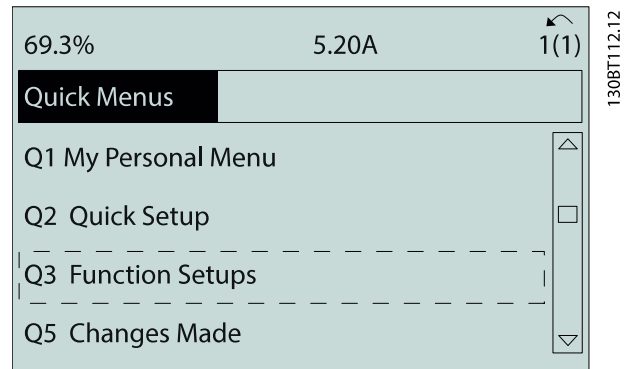 69.3% 5.20A 1(1)
Quick Menus
Q1 My Personal Menu
Q2 Quick Setup
Q3 Function Setups
Q5 Changes Made
130BT112.12